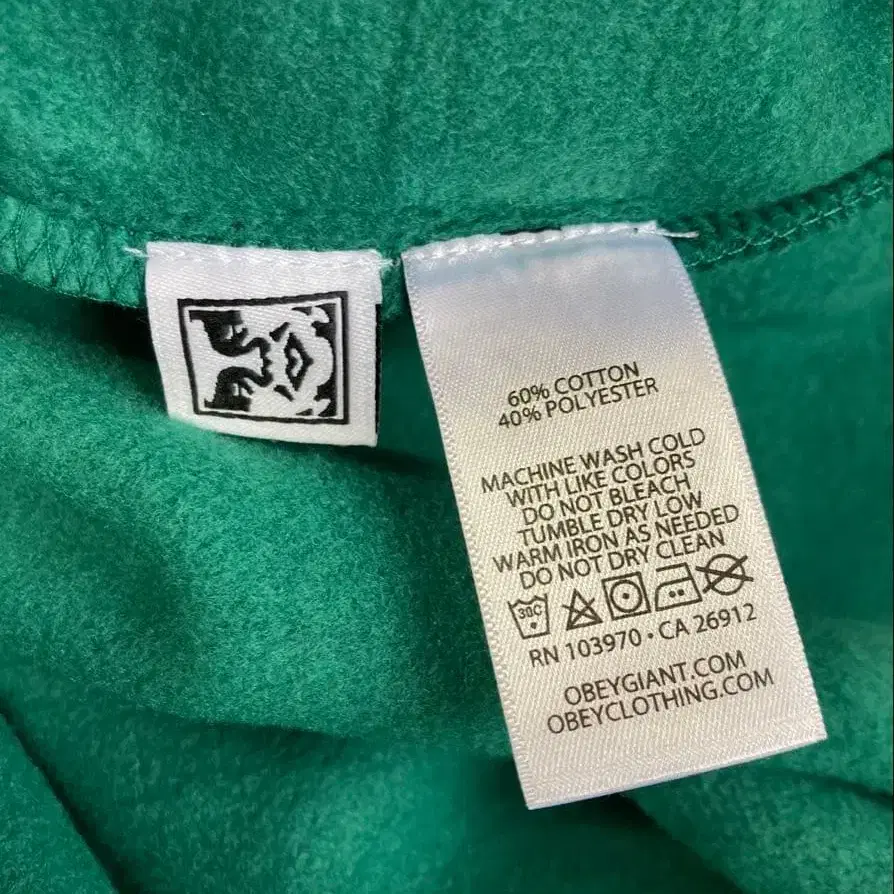 60% COTTON
40% POLYESTER
MACHINE WASH COLD
WITH LIKE COLORS
DO NOT BLEACH
TUMBLE DRY LOW
WARM IRON AS NEEDED
DO NOT DRY CLEAN
30C
RN 103970 · CA 26912
OBEYGIANT.COM
OBEYCLOTHING.COM